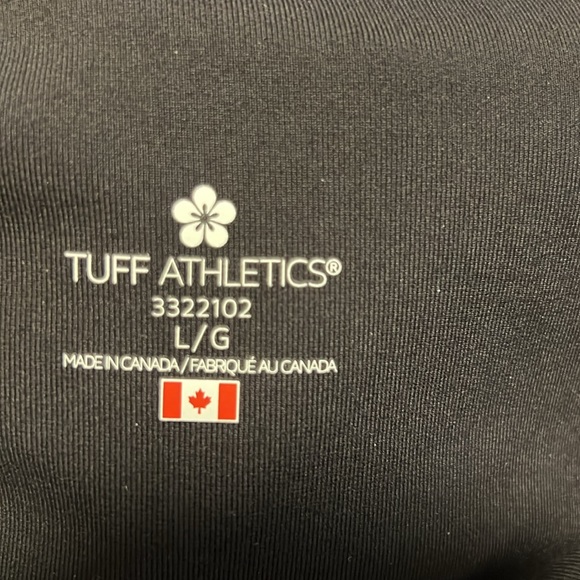 TUFF ATHLETICS®
3322102
L/G
MADE IN CANADA/FABRIQUÉ AU CANADA